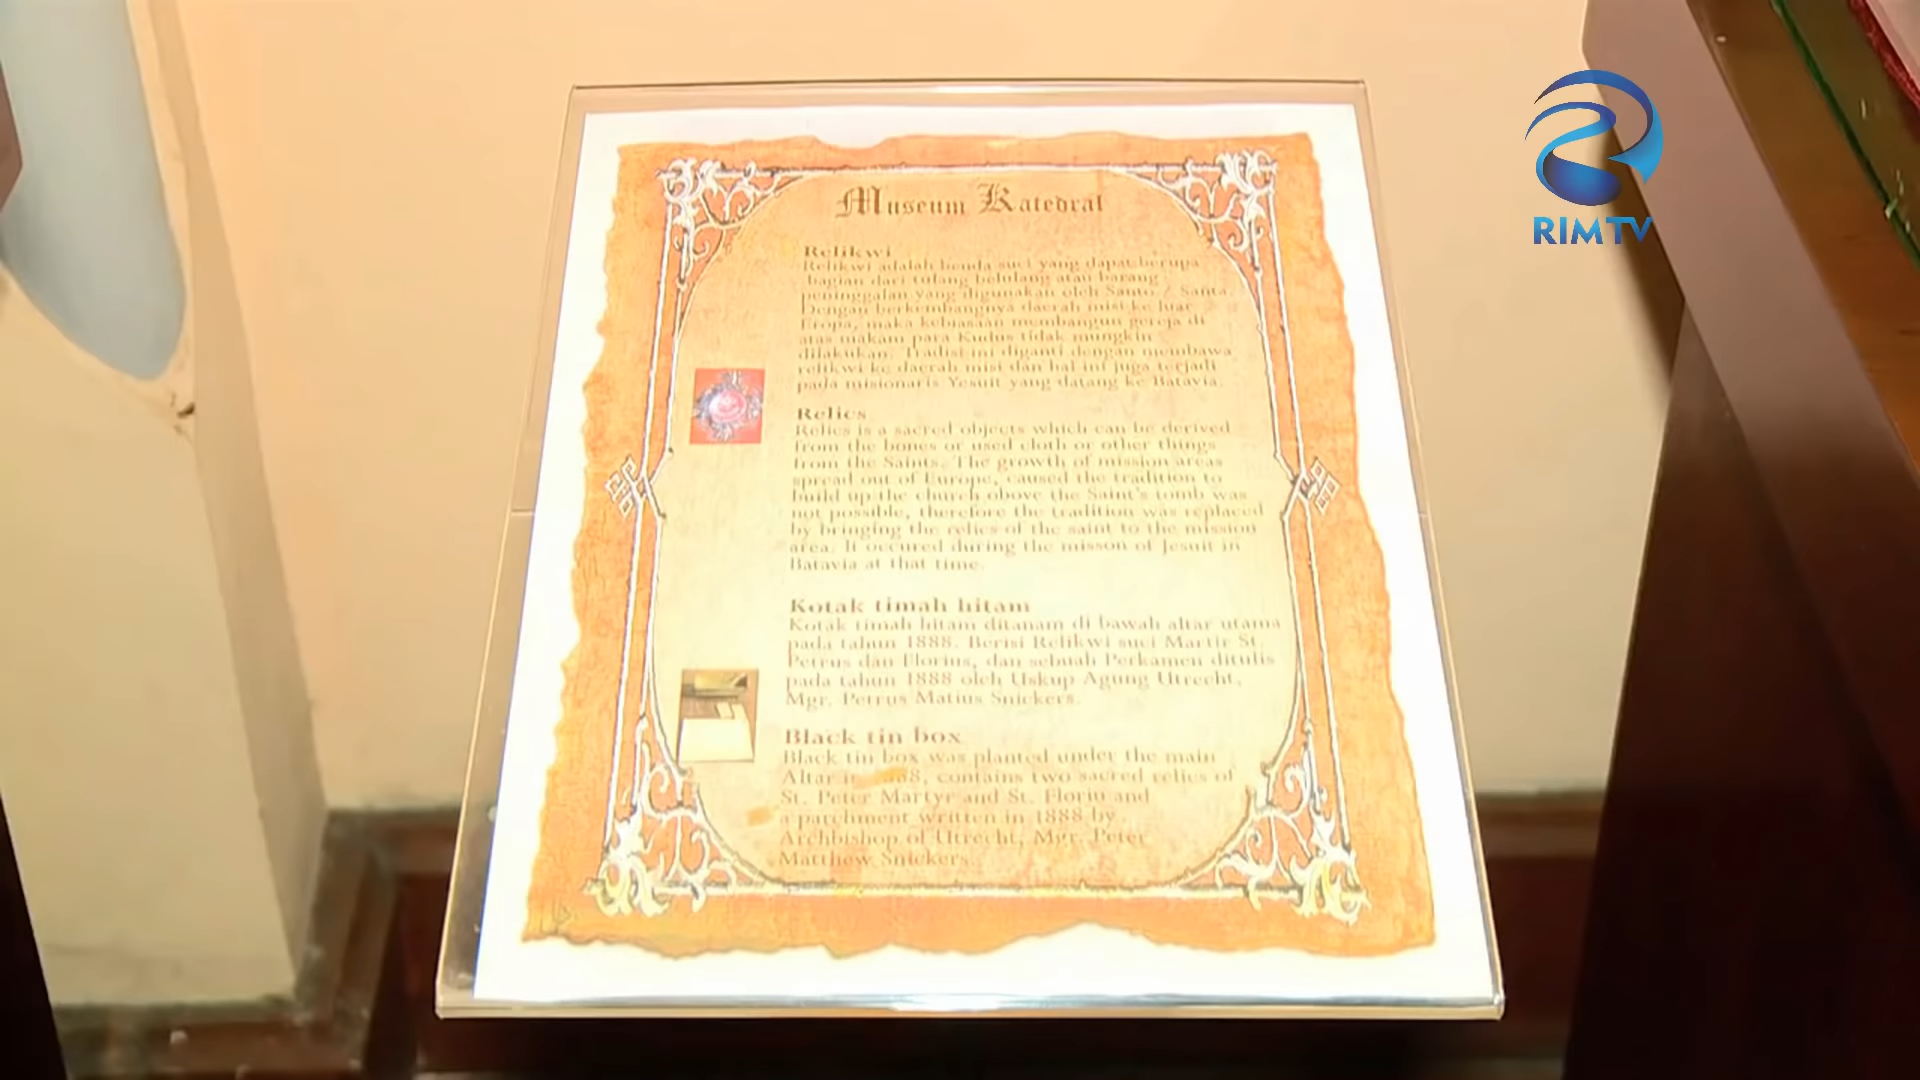 Museum Katedral
Relikwi
Relikwi adalah benda suci yang dapat berupa
bagian dari tulang belulang atau barang
peninggalan yang digunakan oleh Santo / Santa.
Dengan berkembangnya daerah misi ke luar
Eropa, maka kebiasaan membangun gereja di
atas makam para Kudus tidak mungkin
dilakukan. Tradisi ini diganti dengan membawa
relikwi ke daerah misi dan hal ini juga terjadi
pada misionaris Yesuit yang datang ke Batavia.
Relics
Relics is a sacred objects which can be derived
from the bones or used cloth or other things
from the Saints. The growth of mission areas
spread out of Europe, caused the tradition to
build up the church obove the Saint's tomb was
not possible, therefore the tradition was replaced
by bringing the relics of the saint to the mission
area. It occured during the misson of Jesuit in
Batavia at that time.
Kotak timah hitam
Kotak timah hitam ditanam di bawah altar utama
pada tahun 1888. Berisi Relikwi suci Martir St.
Petrus dan Florius, dan sebuah Perkamen ditulis
pada tahun 1888 oleh Uskup Agung Utrecht,
Mgr. Petrus Matius Snickers.
Black tin box
Black tin box was planted under the main
Altar contains two sacred relics of
St. Peter Martyr and St. Floriu and
a parchment written in 1888 by
Archbishop of Utrecht, Mgr. Peter
Matthew Snickers.
RIMTV